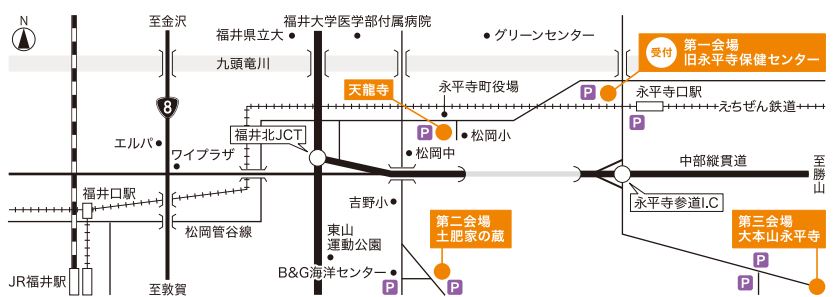 N
至金沢
福井大学医学部付属病院
福井県立大
グリーンセンター
受付
第一会場
旧永平寺保健センター
九頭竜川
天龍寺
永平寺町役場
P
永平寺口駅
8
えちぜん鉄道
P
P
松岡小
福井北JCT
エルパ
ワイプラザ
松岡中
中部縦貫道
至勝山
福井口駅
吉野小
永平寺参道I.C
松岡管谷線
東山
運動公園
第二会場
土肥家の蔵
第三会場
大本山永平寺
P
JR福井駅
至敦賀
B&G海洋センター
P
P
P